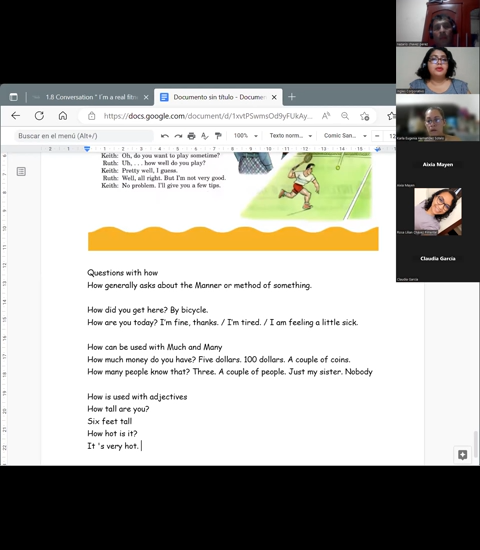 1.8 Conversation " I´m a real fitn
Documento sin título - Documen
https://docs.google.com/document/d/1xvtPSwmsOd9yFUkAy...
Buscar en el menú (Alt+/)
100%
Texto norm...
Comic San...
Keith: Oh, do you want to play sometime?
Ruth: Uh, . . . how well do you play?
Keith: Pretty well, I guess.
Ruth: Well, all right. But I'm not very good.
Keith: No problem. I'll give you a few tips.
Questions with how
How generally asks about the Manner or method of something.
How did you get here? By bicycle.
How are you today? I'm fine, thanks. / I'm tired. / I am feeling a little sick.
How can be used with Much and Many
How much money do you have? Five dollars. 100 dollars. A couple of coins.
How many people know that? Three. A couple of people. Just my sister. Nobody
How is used with adjectives
How tall are you?
Six feet tall
How hot is it?
It 's very hot.
Aixia Mayen
Aixia Mayen
Claudia García
Claudia García